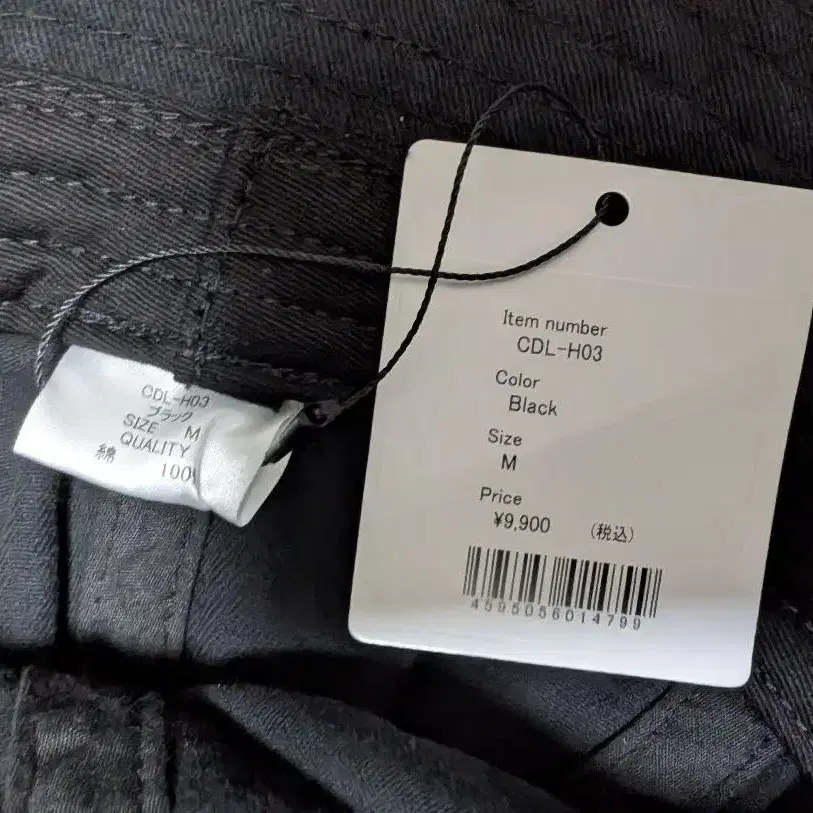 CDL-H03
ブラック
SIZE M
QUALITY
綿 100%
Item number
CDL-H03
Color
Black
Size
M
Price
¥9,900 (税込)
4595056014799